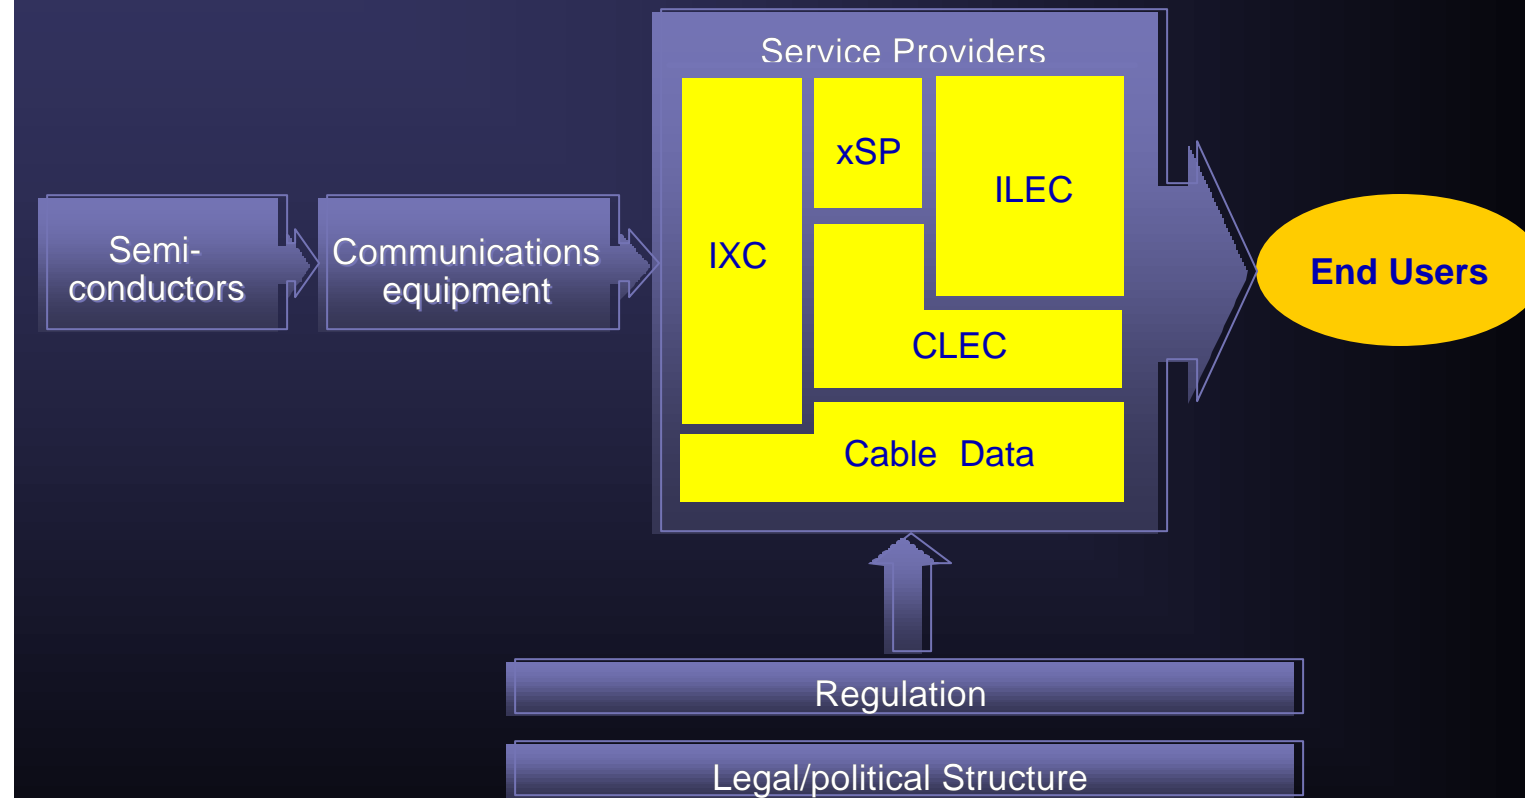 Service Providers
xSP
ILEC
IXC
Semi-
conductors
Communications
equipment
End Users
CLEC
Cable Data
Regulation
Legal/political Structure